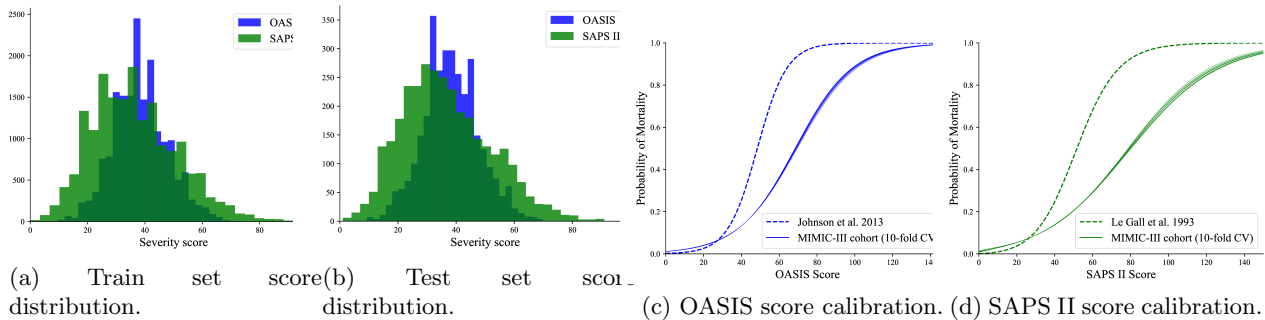 2500
2000
1500
1000
500
0
0 20 40 60 80
Severity score
OAS
SAPS
350
300
250
200
150
100
50
0
0 20 40 60 80
Severity score
OASIS
SAPS II
1.0
0.8
0.6
0.4
0.2
0.0
0 20 40 60 80 100 120 14
Probability of Mortality
OASIS Score
Johnson et al. 2013
MIMIC-III cohort (10-fold CV
1.0
0.8
0.6
0.4
0.2
0.0
0 20 40 60 80 100 120 140
Probability of Mortality
SAPS II Score
Le Gall et al. 1993
MIMIC-III cohort (10-fold CV)
(a) Train set score
distribution.
(b) Test set scor
distribution.
(c) OASIS score calibration.
(d) SAPS II score calibration.